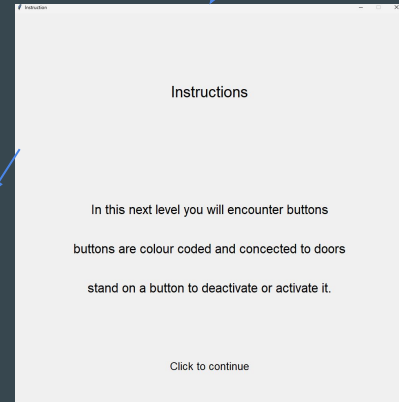 Instruction
Instructions
In this next level you will encounter buttons
buttons are colour coded and concected to doors
stand on a button to deactivate or activate it.
Click to continue